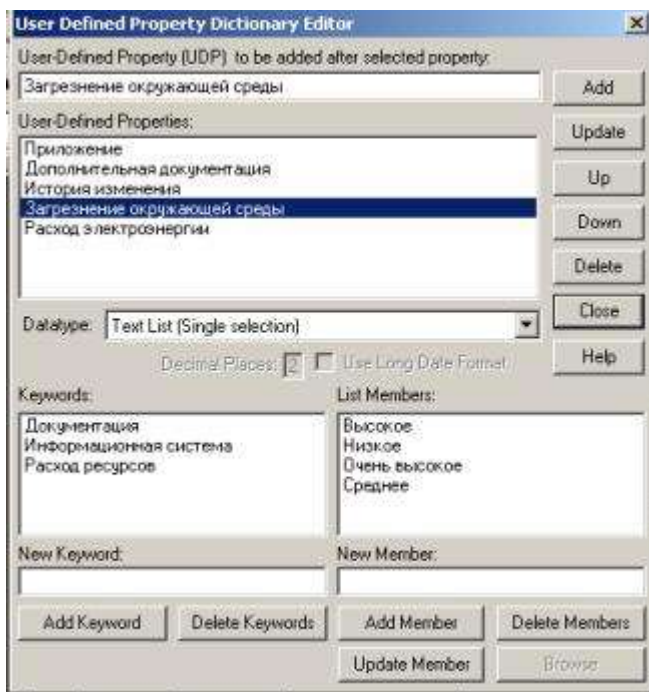 User Defined Property Dictionary Editor
User-Defined Property (UDP) to be added after selected property:
Загрезнение окружающей среды
Add
User-Defined Properties:
Update
Приложение
Дополнительная документация
История изменения
Загрезнение окружающей среды
Расход электроэнергии
Up
Down
Delete
Close
Datatype: Text List (Single selection)
Decimal Places: 2 Use Long Date Format
Help
Keywords:
Документация
Информационная система
Расход ресурсов
List Members:
Высокое
Низкое
Очень высокое
Среднее
New Keyword:
New Member:
Add Keyword Delete Keywords Add Member Delete Members
Update Member Browse